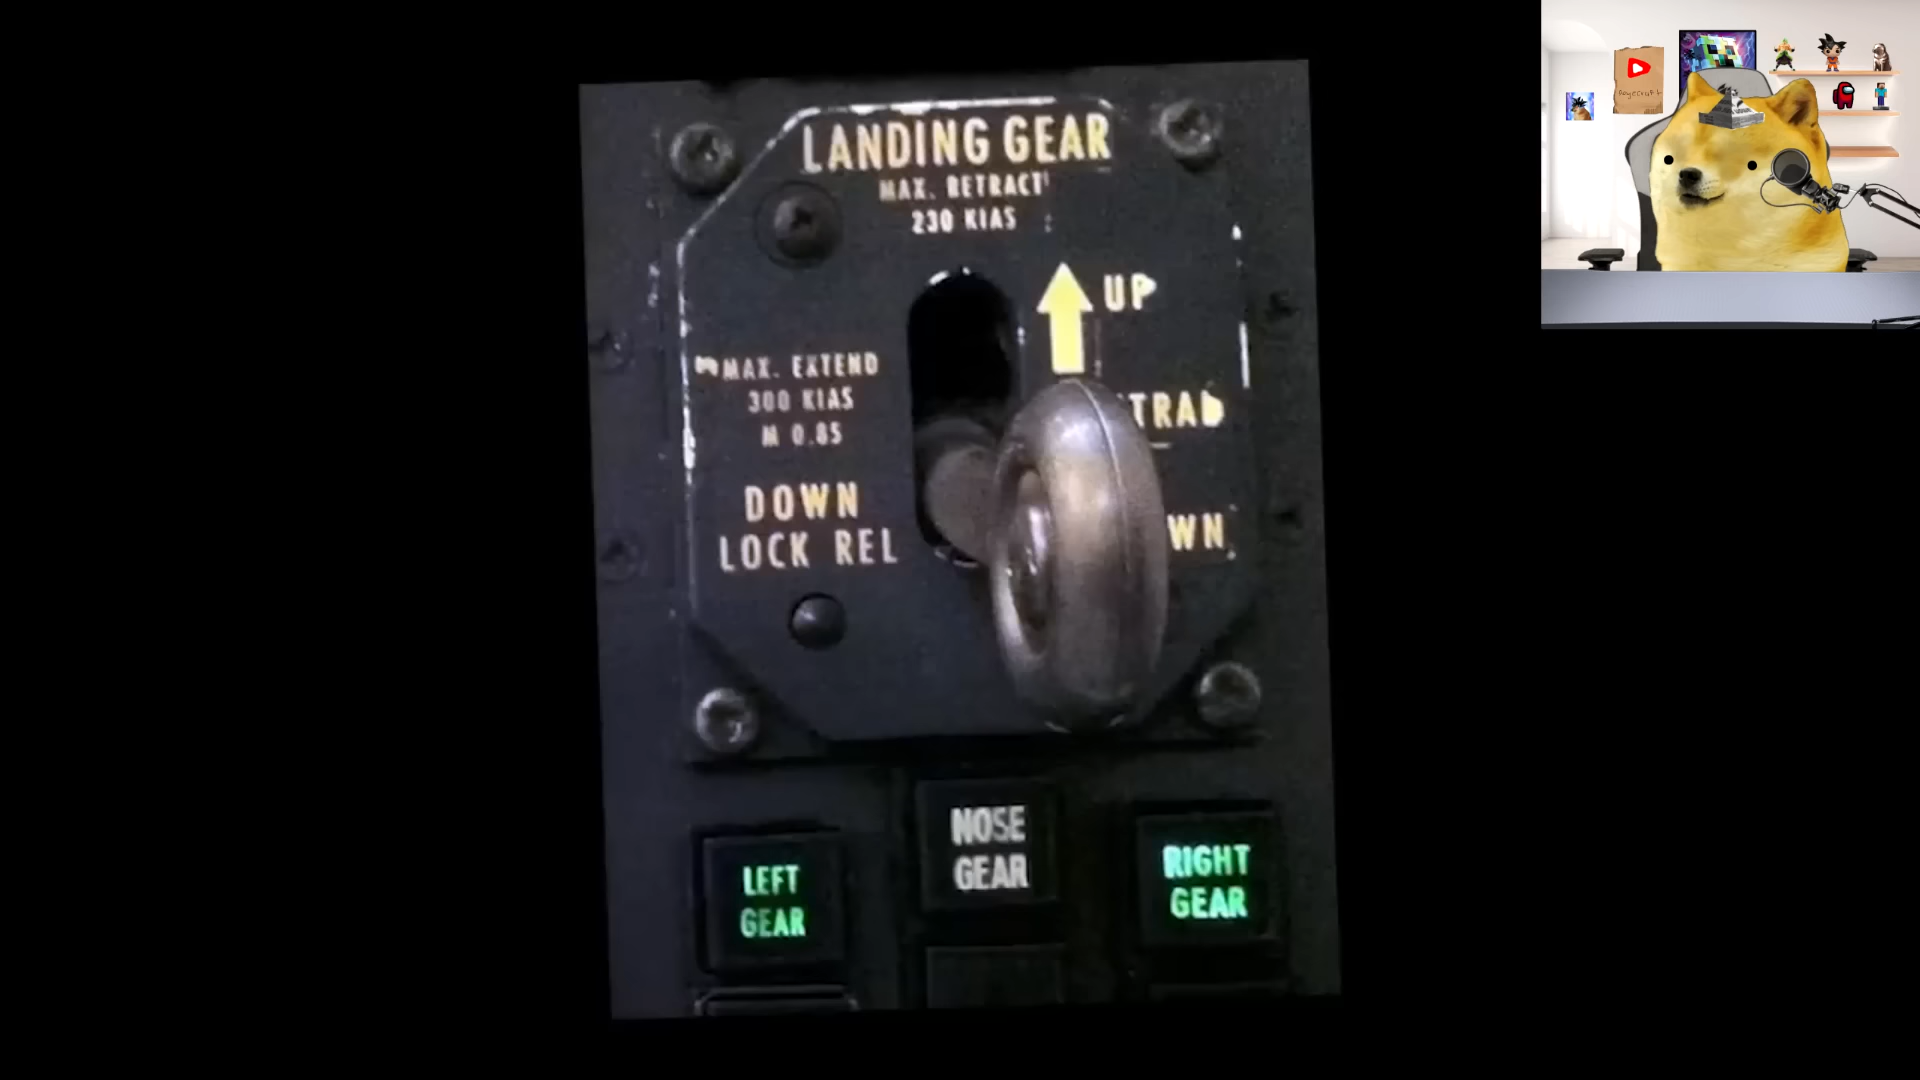 LANDING GEAR
MAX. RETRACT
230 KIAS
UP
MAX. EXTEND
300 KIAS
M 0.85
DOWN
LOCK REL
NOSE
GEAR
LEFT
GEAR
RIGHT
GEAR